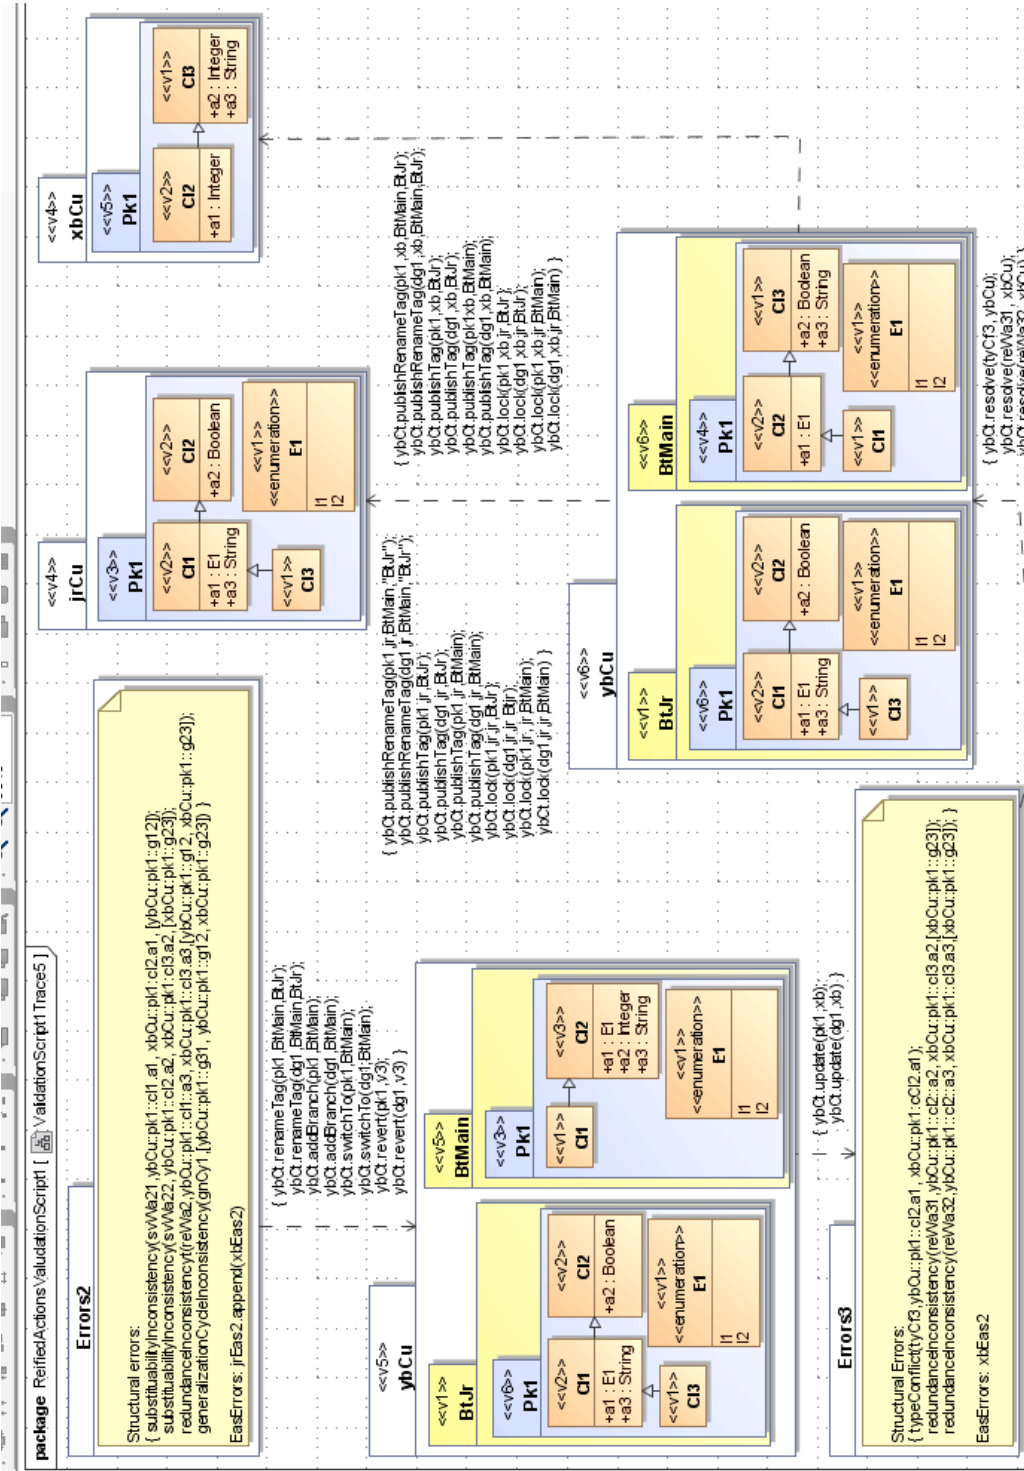 package ReifiedActionsValudationScript1 [ ValidationScript1Trace5 ]
Errors2
Structural errors:
{ substituabilityInconsistency(svWa21, ybCu::pk1::cl1.a1, xbCu::pk1::cl2.a1, [ybCu::pk1::g12]);
substituabilityInconsistency(svWa22, ybCu::pk1::cl2.a2, xbCu::pk1::cl3.a2, [xbCu::pk1::g23]);
redundanceInconsistencyt(reWa2,ybCu::pk1::cl1::a3, xbCu::pk1::cl3.a3,[ybCu::pk1::g12, xbCu::pk1::g23]);
generalizationCycleInconsistency(gnCy1,[ybCu::pk1::g31, ybCu::pk1::g12, xbCu::pk1::g23]) }
EasErrors: jrEas2.append(xbEas2)
<<v4>>
jrCu
<<v3>>
Pk1
<<v2>>
Cl1
+a1 : E1
+a3 : String
<<v2>>
Cl2
+a2 : Boolean
<<v1>>
Cl3
<<v1>>
<<enumeration>>
E1
l1
l2
<<v4>>
xbCu
<<v5>>
Pk1
<<v2>>
Cl2
+a1 : Integer
<<v1>>
Cl3
+a2 : Integer
+a3 : String
{ ybCt.renameTag(pk1,BtMain,BtJr);
ybCt.renameTag(dg1,BtMain,BtJr);
ybCt.addBranch(pk1,BtMain);
ybCt.addBranch(dg1,BtMain);
ybCt.switchTo(pk1,BtMain);
ybCt.switchTo(dg1:BtMain);
ybCt.revert(pk1,v3);
ybCt.revert(dg1,v3) }
{ ybCt.publishRenameTag(pk1,jr,BtMain,"BtJr");
ybCt.publishRenameTag(dg1,jr,BtMain,"BtJr");
ybCt.publishTag(pk1,jr,BtJr);
ybCt.publishTag(dg1,jr,BtJr);
ybCt.publishTag(pk1,jr,BtMain);
ybCt.publishTag(dg1,jr,BtMain);
ybCt.lock(pk1,jr,jr,BtJr);
ybCt.lock(dg1,jr,jr,Btjr);
ybCt.lock(pk1,jr, jr,BtMain);
ybCt.lock(dg1,jr,jr,BtMain) }
{ ybCt.publishRenameTag(pk1,xb,BtMain,BtJr);
ybCt.publishRenameTag(dg1,xb,BtMain,BtJr);
ybCt.publishTag(pk1,xb,BtJr);
ybCt.publishTag(dg1,xb,BtJr);
ybCt.publishTag(pk1xb,BtMain);
ybCt.publishTag(dg1,xb,BtMain);
ybCt.lock(pk1,xb,jr,BtJr);
ybCt.lock(dg1,xb,jr,BtJr);
ybCt.lock(pk1,xb,jr,BtMain);
ybCt.lock(dg1,xb,jr,BtMain) }
<<v5>>
ybCu
<<v1>>
BtJr
<<v6>>
Pk1
<<v2>>
Cl1
+a1 : E1
+a3 : String
<<v2>>
Cl2
+a2 : Boolean
<<v1>>
Cl3
<<v1>>
<<enumeration>>
E1
l1
l2
<<v5>>
BtMain
<<v3>>
Pk1
<<v1>>
Cl1
<<v3>>
Cl2
+a1 : E1
+a2 : Integer
+a3 : String
<<v1>>
<<enumeration>>
E1
l1
l2
<<v6>>
ybCu
<<v1>>
BtJr
<<v6>>
Pk1
<<v2>>
Cl1
+a1 : E1
+a3 : String
<<v2>>
Cl2
+a2 : Boolean
<<v1>>
Cl3
<<v1>>
<<enumeration>>
E1
l1
l2
<<v6>>
BtMain
<<v4>>
Pk1
<<v2>>
Cl2
+a1 : E1
<<v1>>
Cl3
+a2 : Boolean
+a3 : String
<<v1>>
Cl1
<<v1>>
<<enumeration>>
E1
l1
l2
{ ybCt.update(pk1,xb);
ybCt.update(dg1,xb) }
Errors3
Structural Errors:
{ typeConflict(tyCf3,ybCu::pk1::cl2.a1 , xbCu::pk1::cCl2.a1);
redundanceInconsistency(reWa31,ybCu::pk1::cl2::a2, xbCu::pk1::cl3.a2,[xbCu::pk1::g23]);
redundanceInconsistency(reWa32,ybCu::pk1::cl2::a3, xbCu::pk1::cl3.a3,[xbCu::pk1::g23]); }
EasErrors: xbEas2
{ ybCt.resolve(tyCf3, ybCu);
ybCt.resolve(reWa31, xbCu);